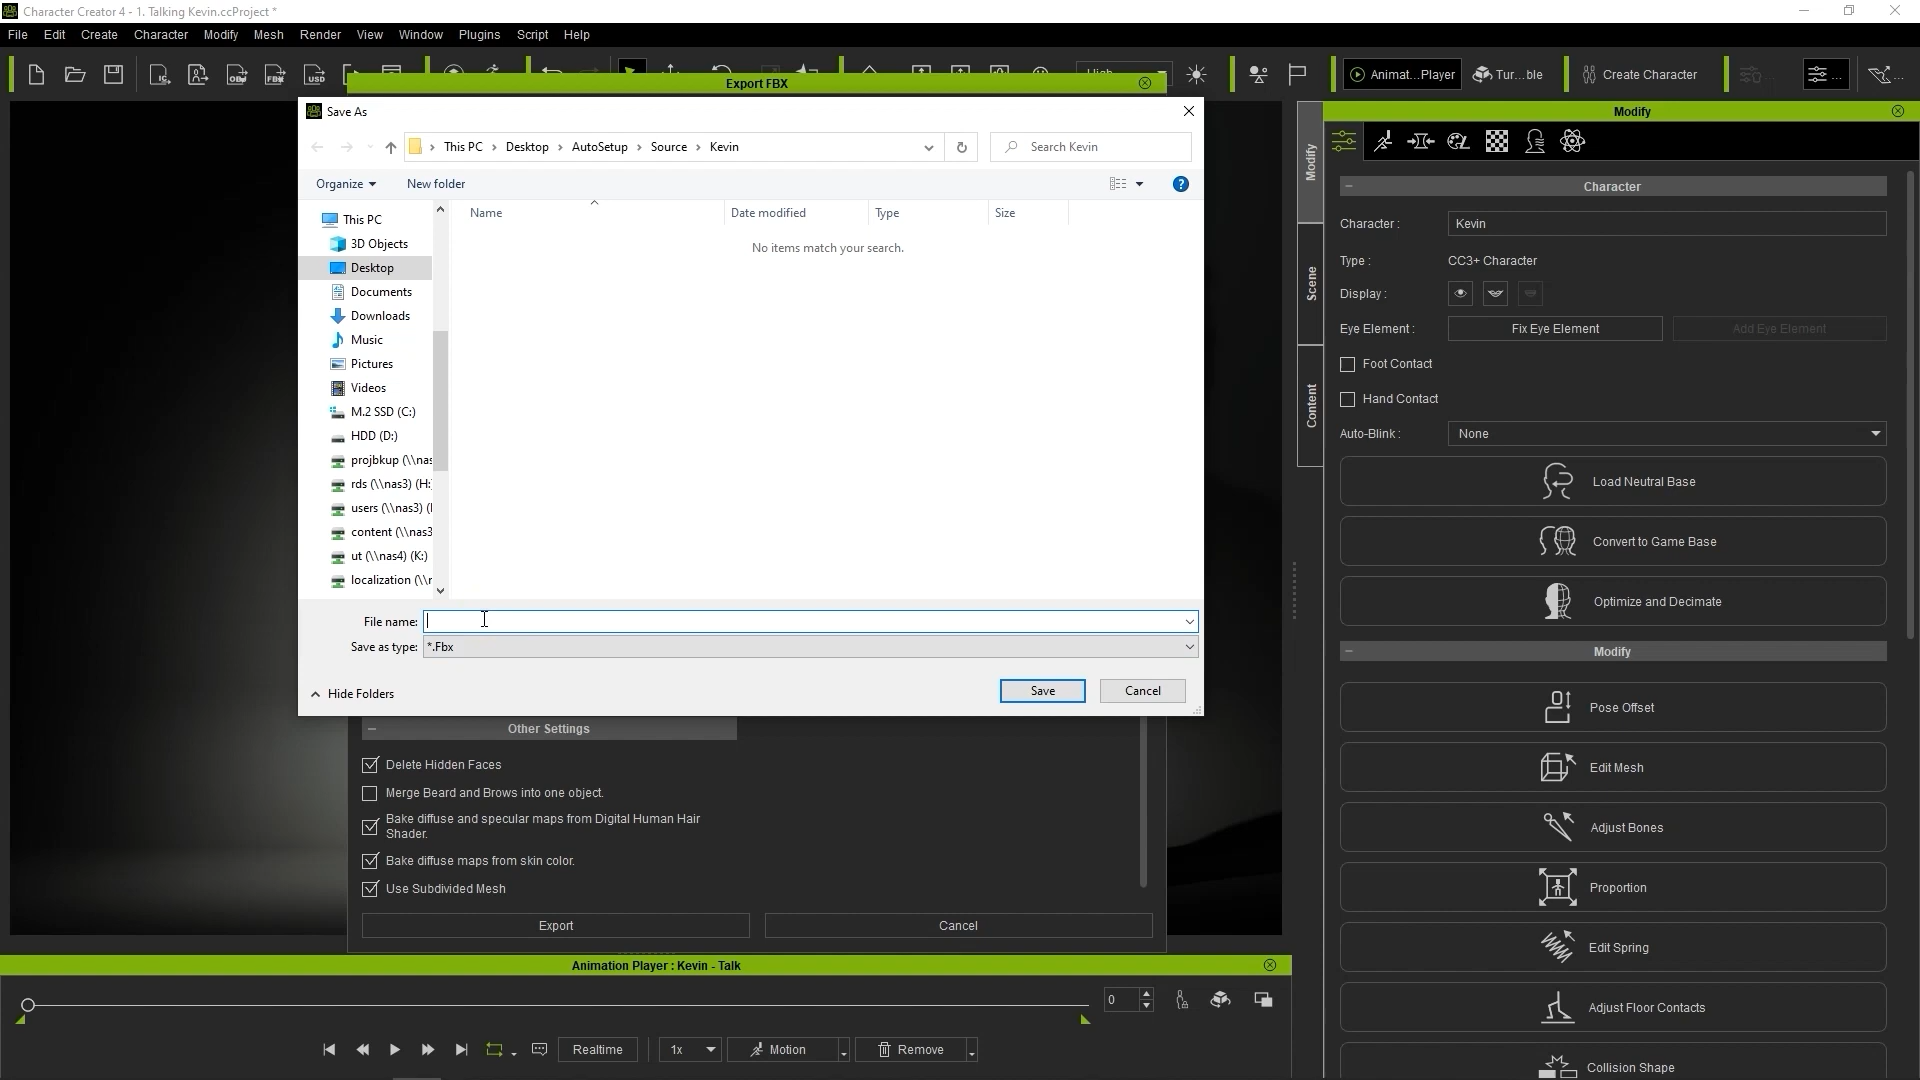 Character Creator 4 - 1. Talking Kevin.ccProject *
File Edit Create Character Modify Mesh Render View Window Plugins Script Help
High
Animat...Player
Tur...ble
Create Character
...
...
Export FBX
Save As
This PC > Desktop > AutoSetup > Source > Kevin
Search Kevin
Organize
New folder
?
This PC
3D Objects
Desktop
Documents
Downloads
Music
Pictures
Videos
M.2 SSD (C:)
HDD (D:)
projbkup (\\nas
rds (\\nas3) (H:
users (\\nas3) (
content (\\nas3
ut (\\nas4) (K:)
localization (\\
Name
Date modified
Type
Size
No items match your search.
File name:
Save as type: *.Fbx
Hide Folders
Save
Cancel
Other Settings
Delete Hidden Faces
Merge Beard and Brows into one object.
Bake diffuse and specular maps from Digital Human Hair
Shader.
Bake diffuse maps from skin color.
Use Subdivided Mesh
Export
Cancel
Animation Player : Kevin - Talk
0
Realtime
1x
Motion
Remove
Modify
Scene
Content
Modify
Character
Character : Kevin
Type : CC3+ Character
Display :
Eye Element : Fix Eye Element Add Eye Element
Foot Contact
Hand Contact
Auto-Blink : None
Load Neutral Base
Convert to Game Base
Optimize and Decimate
Modify
Pose Offset
Edit Mesh
Adjust Bones
Proportion
Edit Spring
Adjust Floor Contacts
Collision Shape